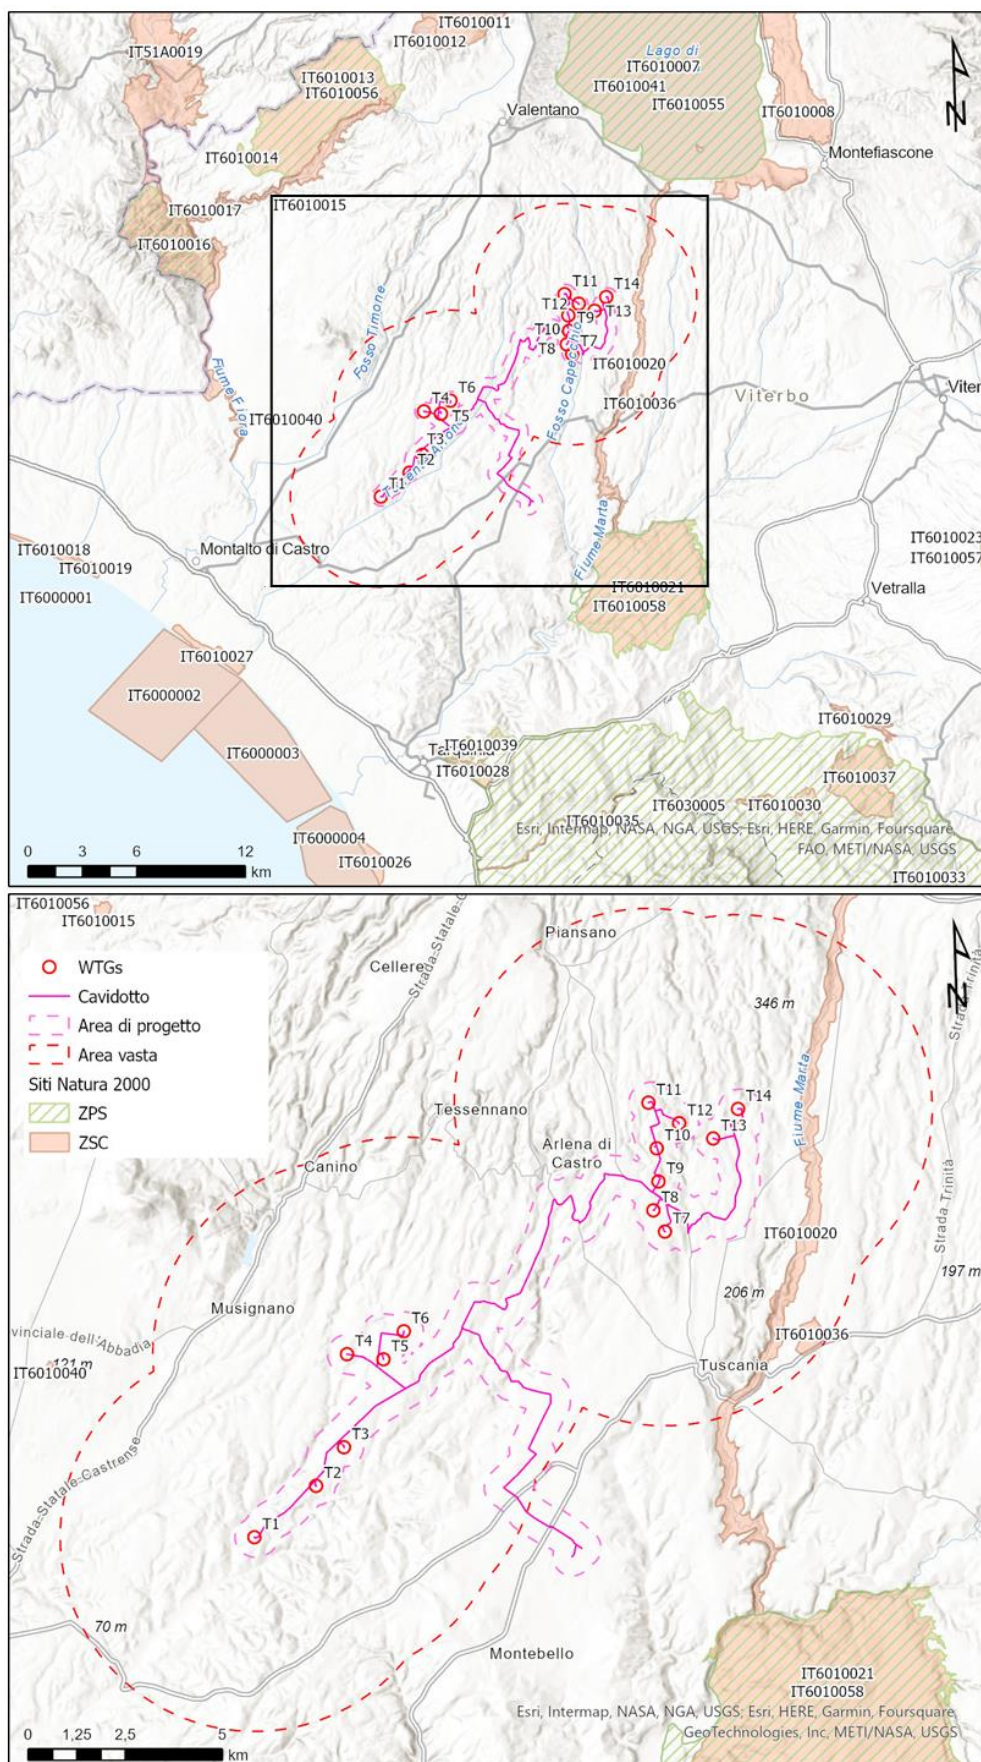 IT6010011
IT51A0019
IT6010012
Lago di
IT6010007
IT6010013
IT6010041
IT6010056
IT6010055
IT6010008
Valentano
N
Montefiascone
IT6010014
IT6010017
IT6010015
IT6010016
T11
T14
T12
T9
T13
Fosso Timone
T10
T7
T8
IT6010020
Fiume Fiora
T6
Viterbo
T4
IT6010036
IT6010040
T5
Fosso Capecchio
T3
T2
T1
Fiume Marta
IT6010018
Montalto di Castro
IT6010023
IT6010019
IT6010057
IT6000001
IT6010021
Vetralla
IT6010058
IT6010027
IT6000002
IT6010029
IT6000003
IT6010039
IT6010028
IT6010037
IT6030005
IT6010030
IT6010035
IT6000004
Esri, Intermap, NASA, NGA, USGS; Esri, HERE, Garmin, Foursquare,
FAO, METI/NASA, USGS
0 3 6 12
km
IT6010026
IT6010033
IT6010056
IT6010015
Piansano
Cellere
WTGs
Cavidotto
Area di progetto
Area vasta
Siti Natura 2000
ZPS
ZSC
N
346 m
Strada Trinità
Fiume Marta
T11
T14
T12
Tessennano
T13
Arlena di
Castro
T10
Canino
T9
Strada Trinità
T8
T7
IT6010020
197 m
206 m
Musignano
T6
IT6010036
T4
T5
Tuscania
IT6010040
T3
Strada-Statale-Castrense
T2
T1
70 m
Montebello
IT6010021
IT6010058
Esri, Intermap, NASA, NGA, USGS; Esri, HERE, Garmin, Foursquare,
GeoTechnologies, Inc, METI/NASA, USGS
0 1,25 2,5 5
km